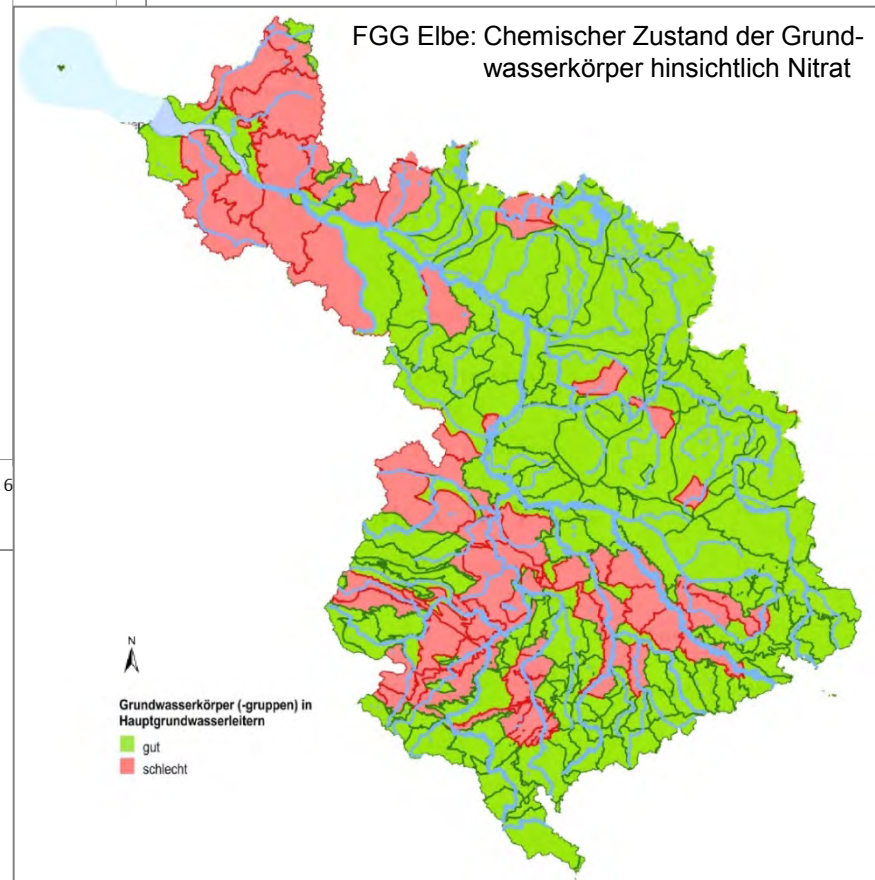 FGG Elbe: Chemischer Zustand der Grund-
wasserkörper hinsichtlich Nitrat
6
N
Grundwasserkörper (-gruppen) in
Hauptgrundwasserleitern
gut
schlecht